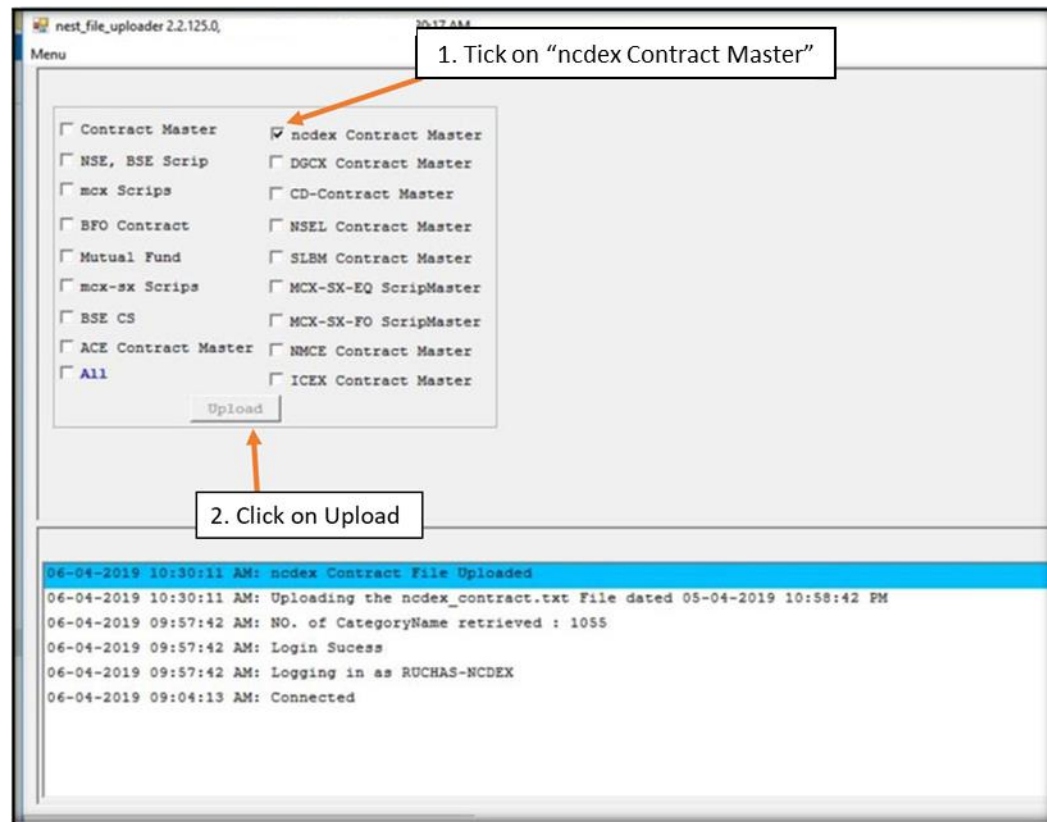 nest_file_uploader 2.2.125.0, 30:17 AM
Menu
1. Tick on “ncdex Contract Master”
Contract Master
ncdex Contract Master
NSE, BSE Scrip
DGCX Contract Master
mcx Scrips
CD-Contract Master
BFO Contract
NSEL Contract Master
Mutual Fund
SLBM Contract Master
mcx-sx Scrips
MCX-SX-EQ ScripMaster
BSE CS
MCX-SX-FO ScripMaster
ACE Contract Master
NMCE Contract Master
All
ICEX Contract Master
Upload
2. Click on Upload
06-04-2019 10:30:11 AM: ncdex Contract File Uploaded
06-04-2019 10:30:11 AM: Uploading the ncdex_contract.txt File dated 05-04-2019 10:58:42 PM
06-04-2019 09:57:42 AM: NO. of CategoryName retrieved : 1055
06-04-2019 09:57:42 AM: Login Sucess
06-04-2019 09:57:42 AM: Logging in as RUCHAS-NCDEX
06-04-2019 09:04:13 AM: Connected